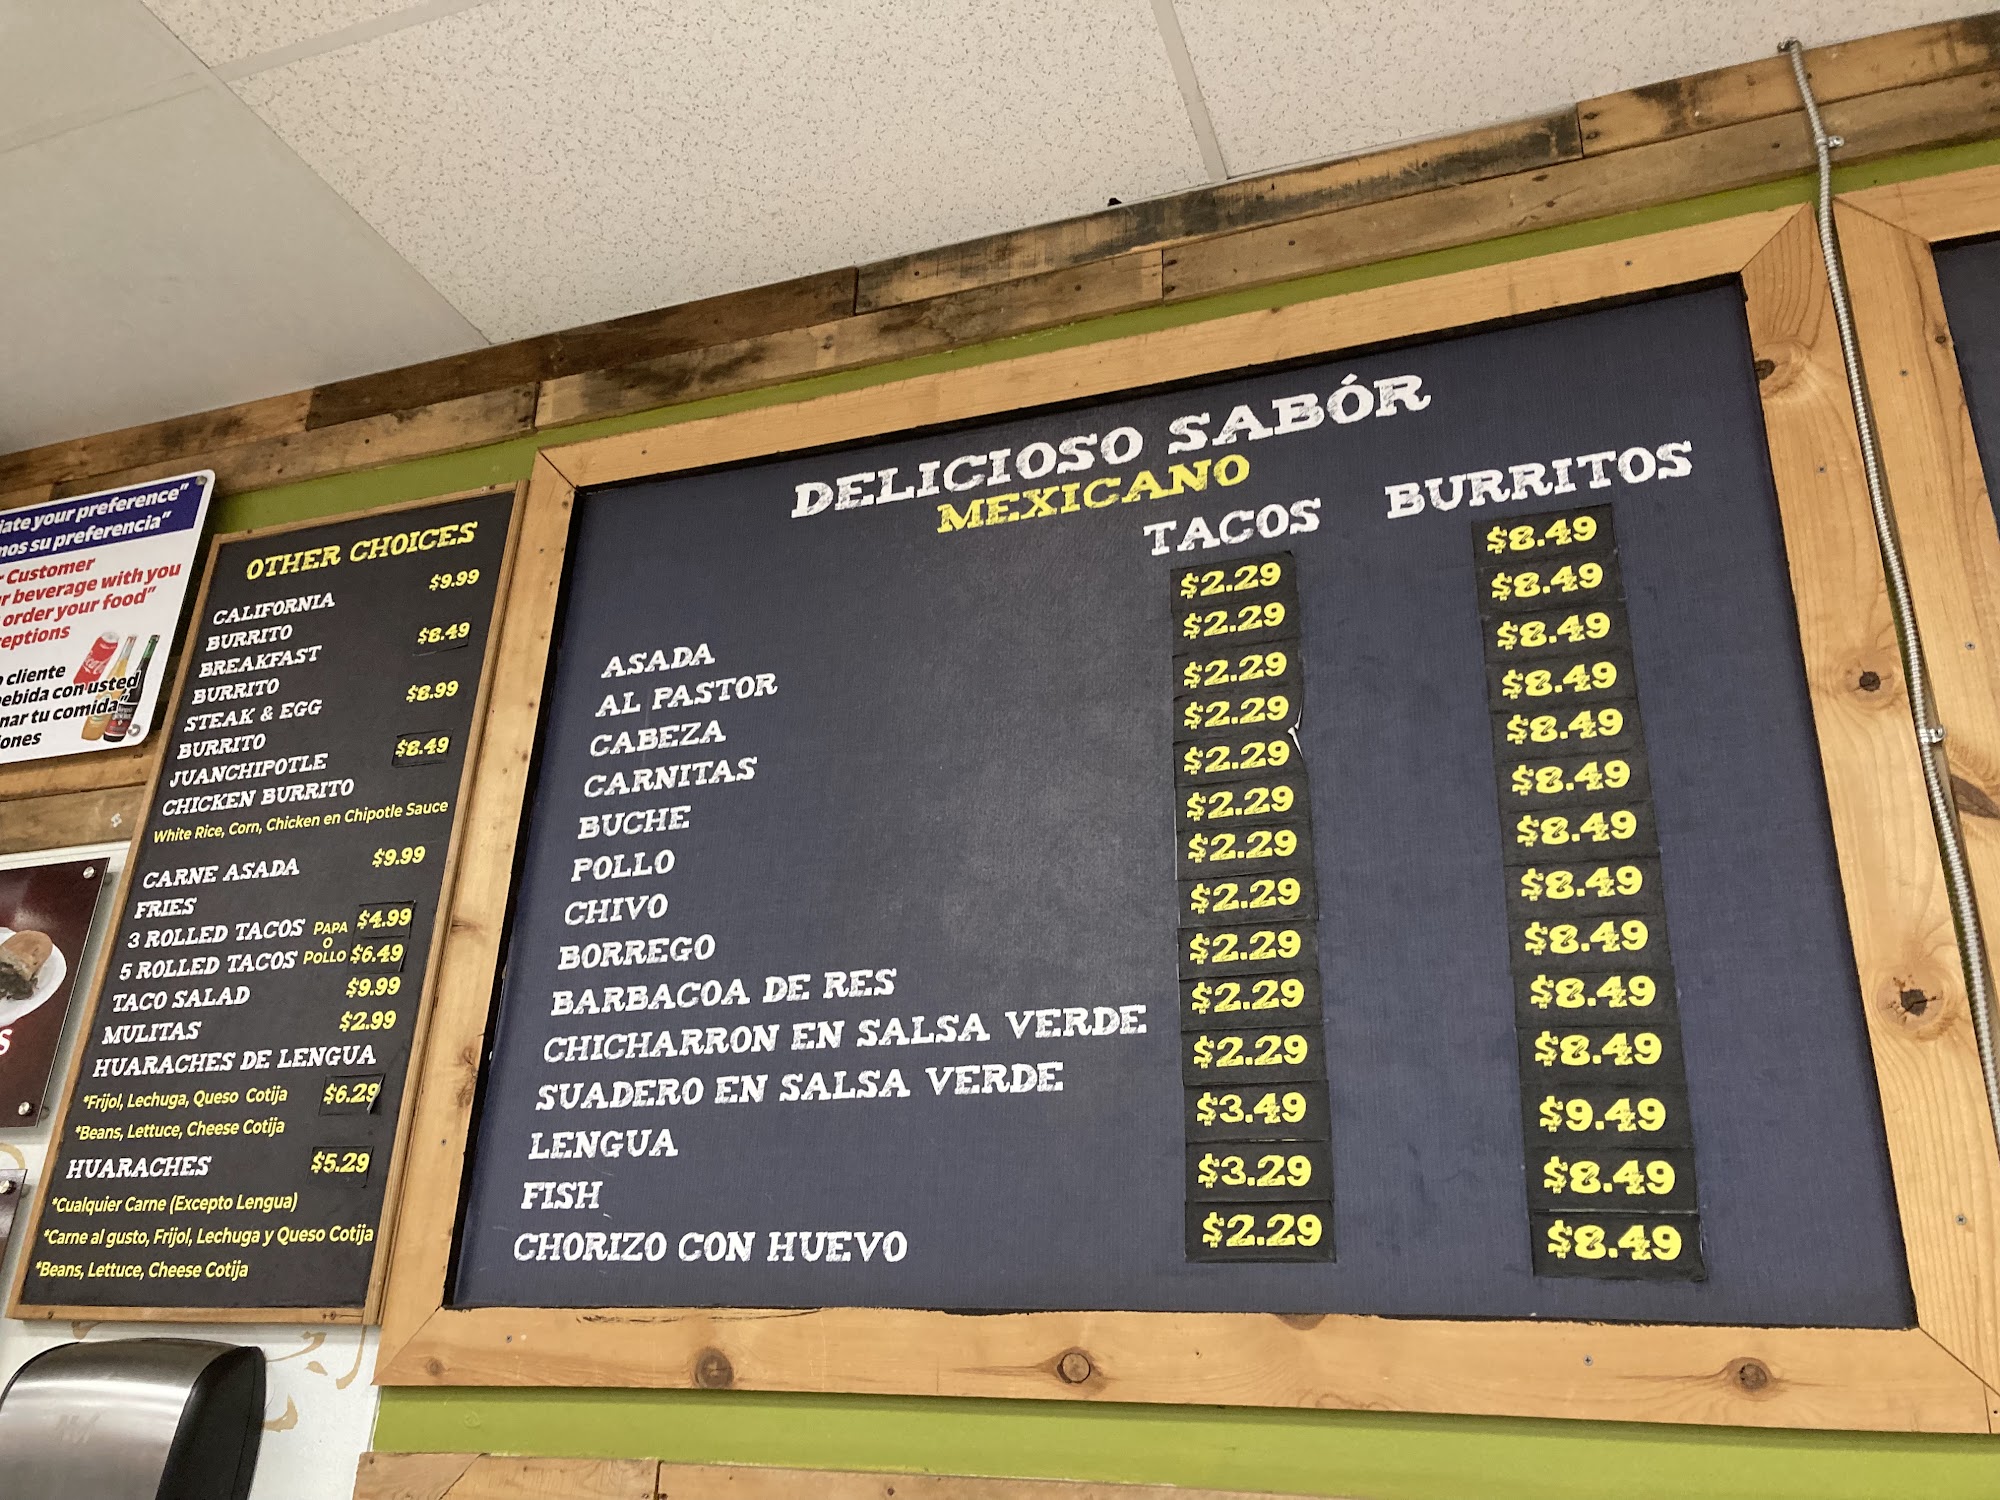 iate your preference”
mos su preferencia”
Customer
r beverage with you
order your food”
eptions
cliente
ebida con usted
nar tu comida”
iones
OTHER CHOICES
CALIFORNIA $9.99
BURRITO
BREAKFAST $8.49
BURRITO
STEAK & EGG $8.99
BURRITO
JUANCHIPOTLE $8.49
CHICKEN BURRITO
White Rice, Corn, Chicken en Chipotle Sauce
CARNE ASADA $9.99
FRIES
3 ROLLED TACOS PAPA $4.99
O
5 ROLLED TACOS POLLO $6.49
TACO SALAD $9.99
MULITAS $2.99
HUARACHES DE LENGUA
*Frijol, Lechuga, Queso Cotija $6.29
*Beans, Lettuce, Cheese Cotija
HUARACHES $5.29
*Cualquier Carne (Excepto Lengua)
*Carne al gusto, Frijol, Lechuga y Queso Cotija
*Beans, Lettuce, Cheese Cotija
DELICIOSO SABÓR
MEXICANO
TACOS BURRITOS
ASADA $2.29 $8.49
AL PASTOR $2.29 $8.49
CABEZA $2.29 $8.49
CARNITAS $2.29 $8.49
BUCHE $2.29 $8.49
POLLO $2.29 $8.49
CHIVO $2.29 $8.49
BORREGO $2.29 $8.49
BARBACOA DE RES $2.29 $8.49
CHICHARRON EN SALSA VERDE $2.29 $8.49
SUADERO EN SALSA VERDE $2.29 $8.49
LENGUA $3.49 $9.49
FISH $3.29 $8.49
CHORIZO CON HUEVO $2.29 $8.49